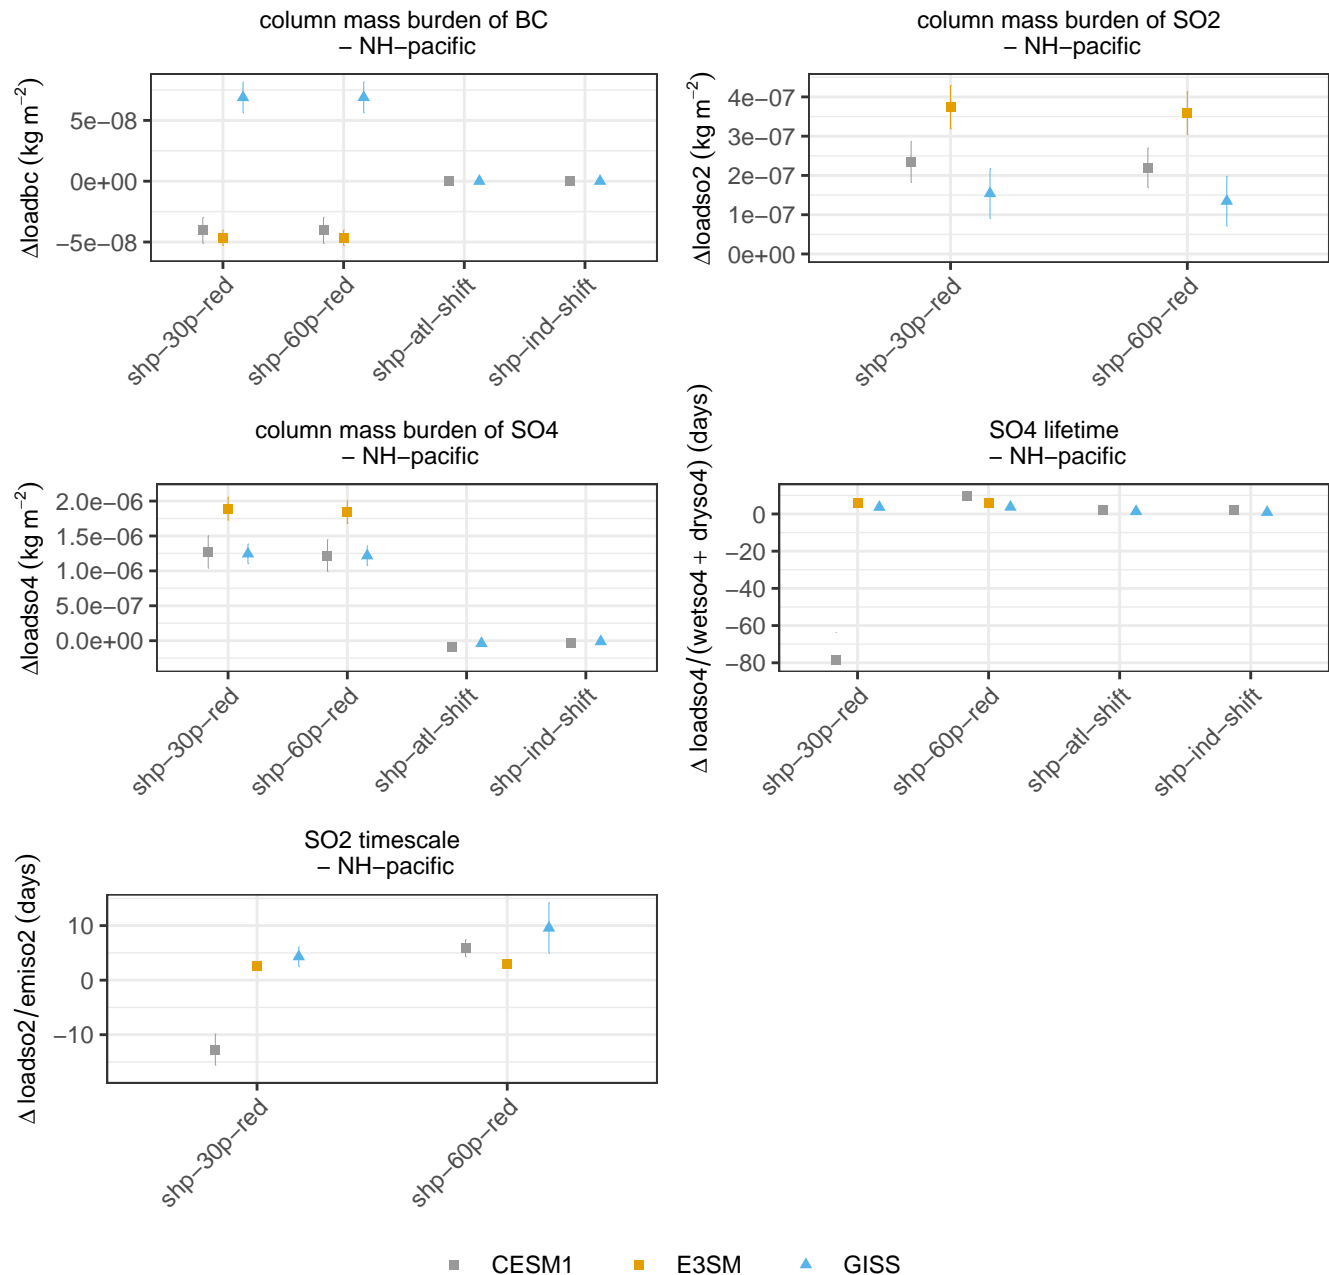 column mass burden of BC
– NH–pacific
Δloadbc (kg m⁻²)
5e−08
0e+00
−5e−08
shp−30p−red
shp−60p−red
shp−atl−shift
shp−ind−shift
column mass burden of SO2
– NH–pacific
Δloadso2 (kg m⁻²)
4e−07
3e−07
2e−07
1e−07
0e+00
shp−30p−red
shp−60p−red
column mass burden of SO4
– NH–pacific
Δloadso4 (kg m⁻²)
2.0e−06
1.5e−06
1.0e−06
5.0e−07
0.0e+00
shp−30p−red
shp−60p−red
shp−atl−shift
shp−ind−shift
SO4 lifetime
– NH–pacific
Δ loadso4/(wetso4 + dryso4) (days)
0
−20
−40
−60
−80
shp−30p−red
shp−60p−red
shp−atl−shift
shp−ind−shift
SO2 timescale
– NH–pacific
Δ loadso2/emiso2 (days)
10
0
−10
shp−30p−red
shp−60p−red
CESM1 E3SM GISS